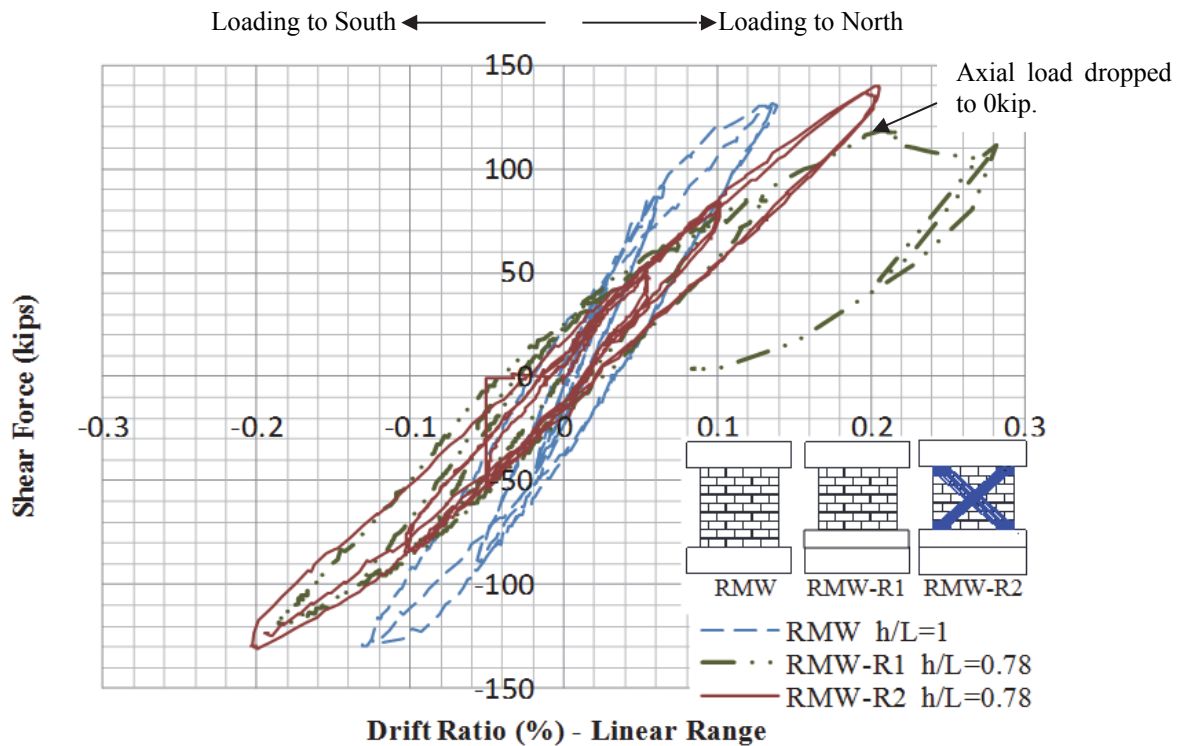 Loading to South
Loading to North
Axial load dropped
to 0kip.
150
100
50
0
-50
-100
-150
-0.3
-0.2
-0.1
0
0.1
0.2
0.3
Shear Force (kips)
RMW
RMW-R1
RMW-R2
RMW h/L=1
RMW-R1 h/L=0.78
RMW-R2 h/L=0.78
Drift Ratio (%) - Linear Range